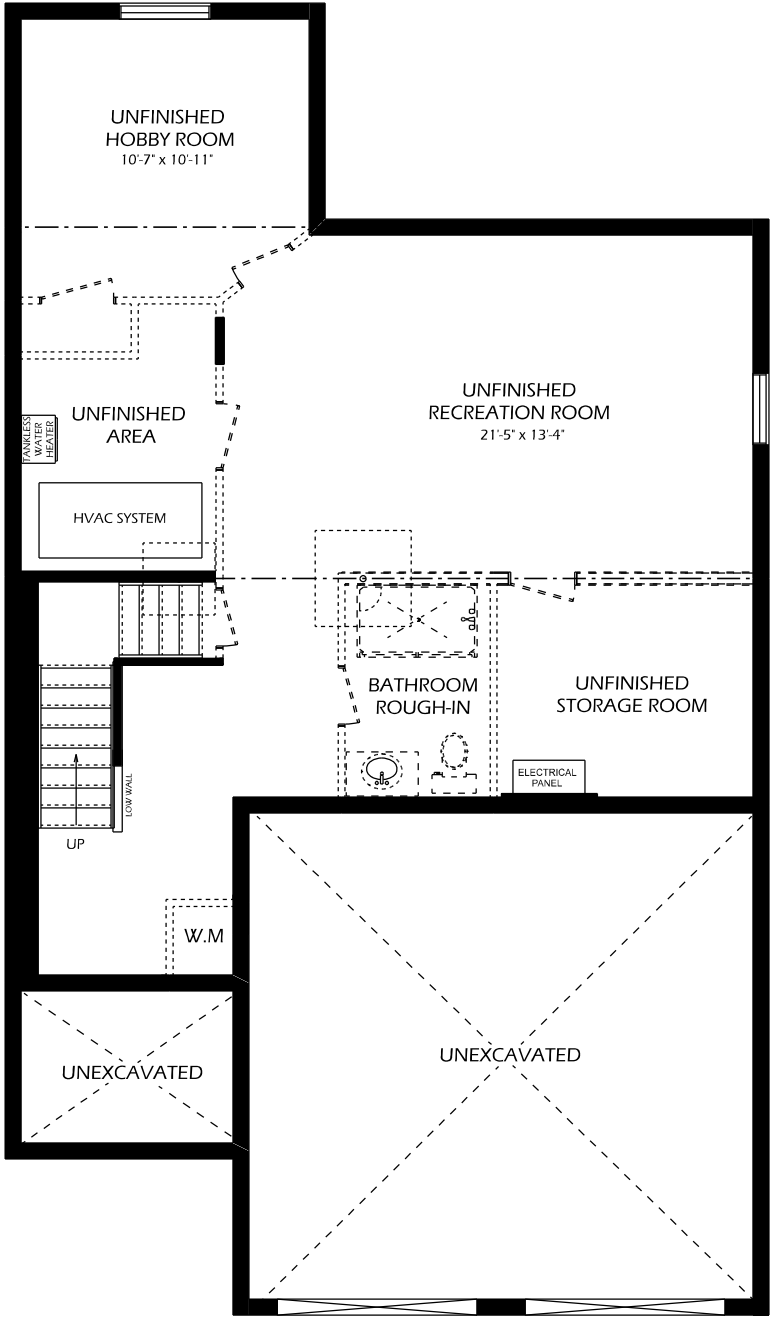 UNFINISHED
HOBBY ROOM
10'-7" x 10'-11"
UNFINISHED
RECREATION ROOM
21'-5" x 13'-4"
UNFINISHED
AREA
TANKLESS
WATER
HEATER
HVAC SYSTEM
BATHROOM
ROUGH-IN
UNFINISHED
STORAGE ROOM
ELECTRICAL
PANEL
LOW WALL
UP
W.M
UNEXCAVATED
UNEXCAVATED